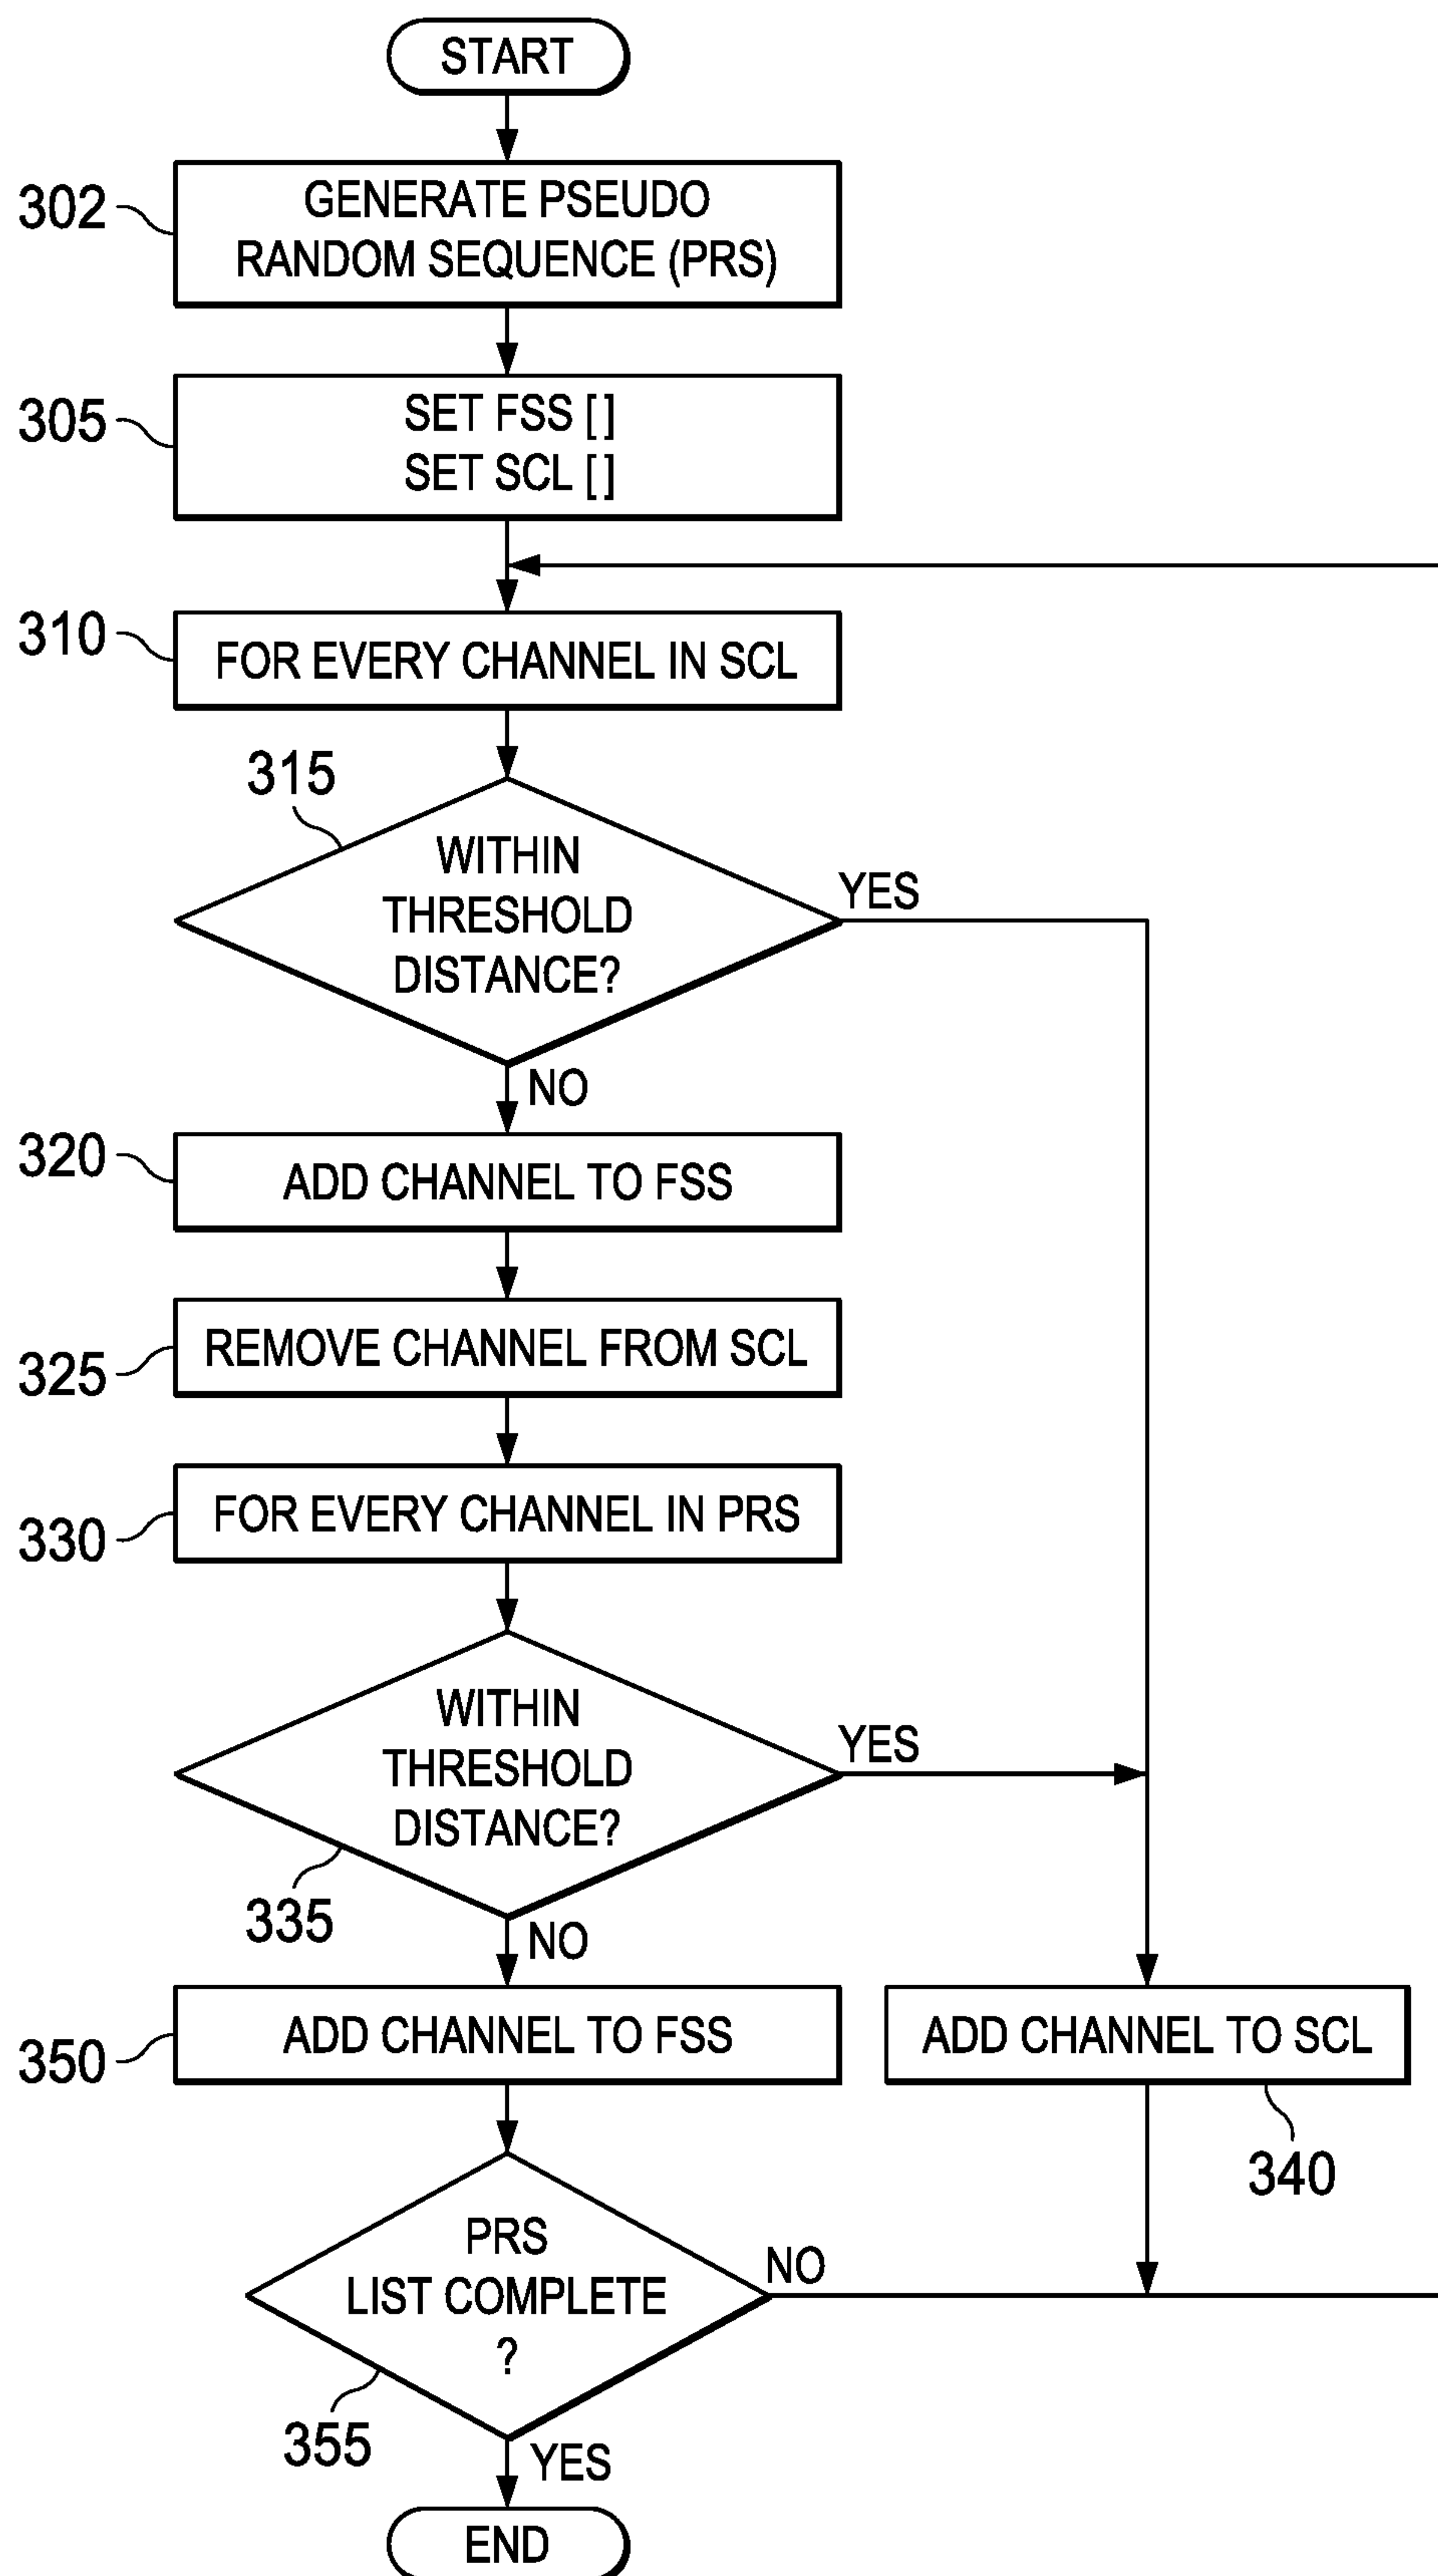 START
302
GENERATE PSEUDO
RANDOM SEQUENCE (PRS)
305
SET FSS [ ]
SET SCL [ ]
310
FOR EVERY CHANNEL IN SCL
315
WITHIN
THRESHOLD
DISTANCE?
YES
NO
320
ADD CHANNEL TO FSS
325
REMOVE CHANNEL FROM SCL
330
FOR EVERY CHANNEL IN PRS
WITHIN
THRESHOLD
DISTANCE?
YES
335
NO
350
ADD CHANNEL TO FSS
ADD CHANNEL TO SCL
340
PRS
LIST COMPLETE
?
NO
355
YES
END